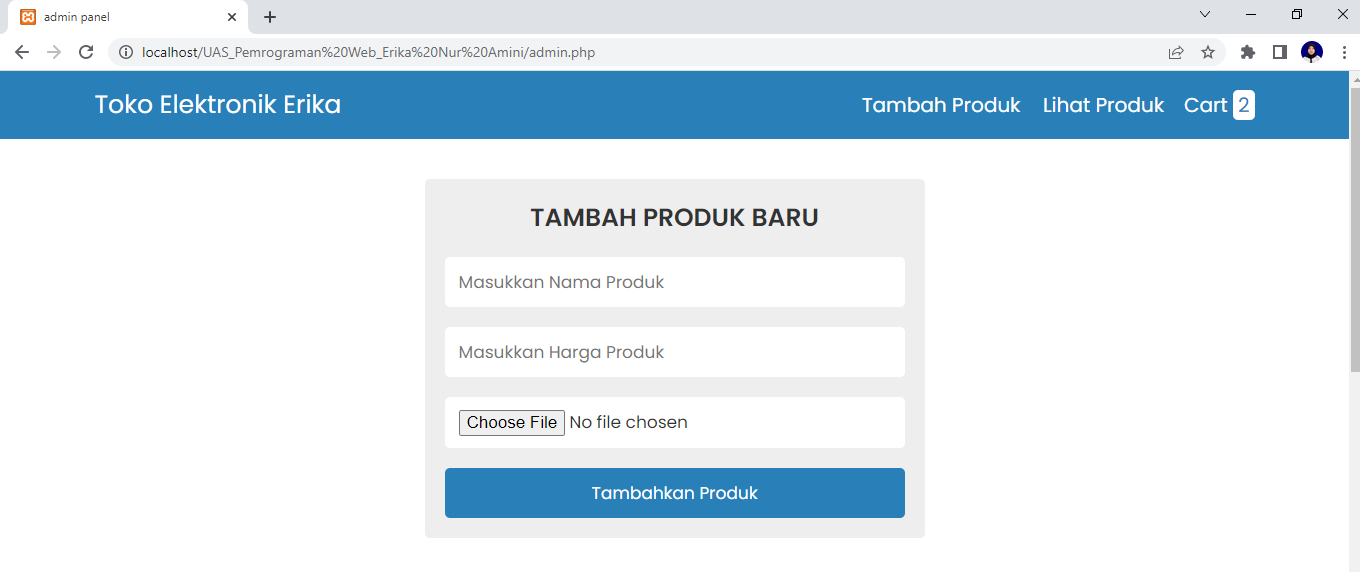 admin panel
localhost/UAS_Pemrograman%20Web_Erika%20Nur%20Amini/admin.php
Toko Elektronik Erika
Tambah Produk Lihat Produk Cart 2
TAMBAH PRODUK BARU
Masukkan Nama Produk
Masukkan Harga Produk
Choose File No file chosen
Tambahkan Produk